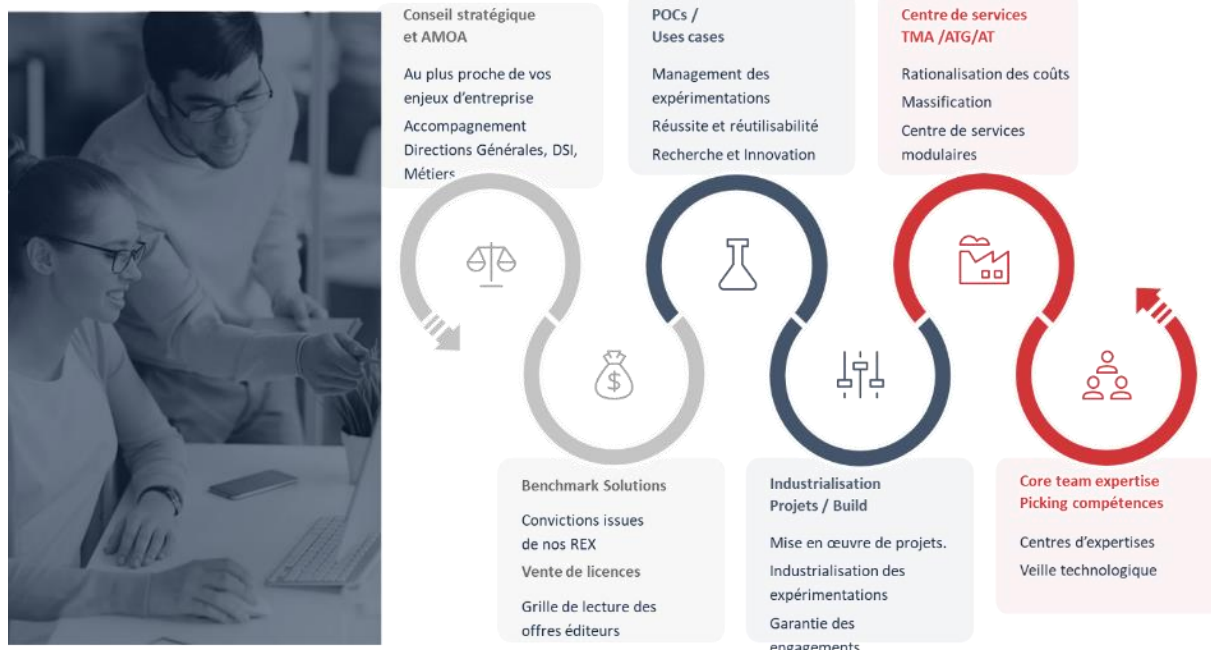 Conseil stratégique
et AMOA
Au plus proche de vos
enjeux d'entreprise
Accompagnement
Directions Générales, DSI,
Métiers
POCs /
Uses cases
Management des
expérimentations
Réussite et réutilisabilité
Recherche et Innovation
Centre de services
TMA /ATG/AT
Rationalisation des coûts
Massification
Centre de services
modulaires
$
Benchmark Solutions
Convictions issues
de nos REX
Vente de licences
Grille de lecture des
offres éditeurs
Industrialisation
Projets / Build
Mise en œuvre de projets.
Industrialisation des
expérimentations
Garantie des
engagements
Core team expertise
Picking compétences
Centres d'expertises
Veille technologique